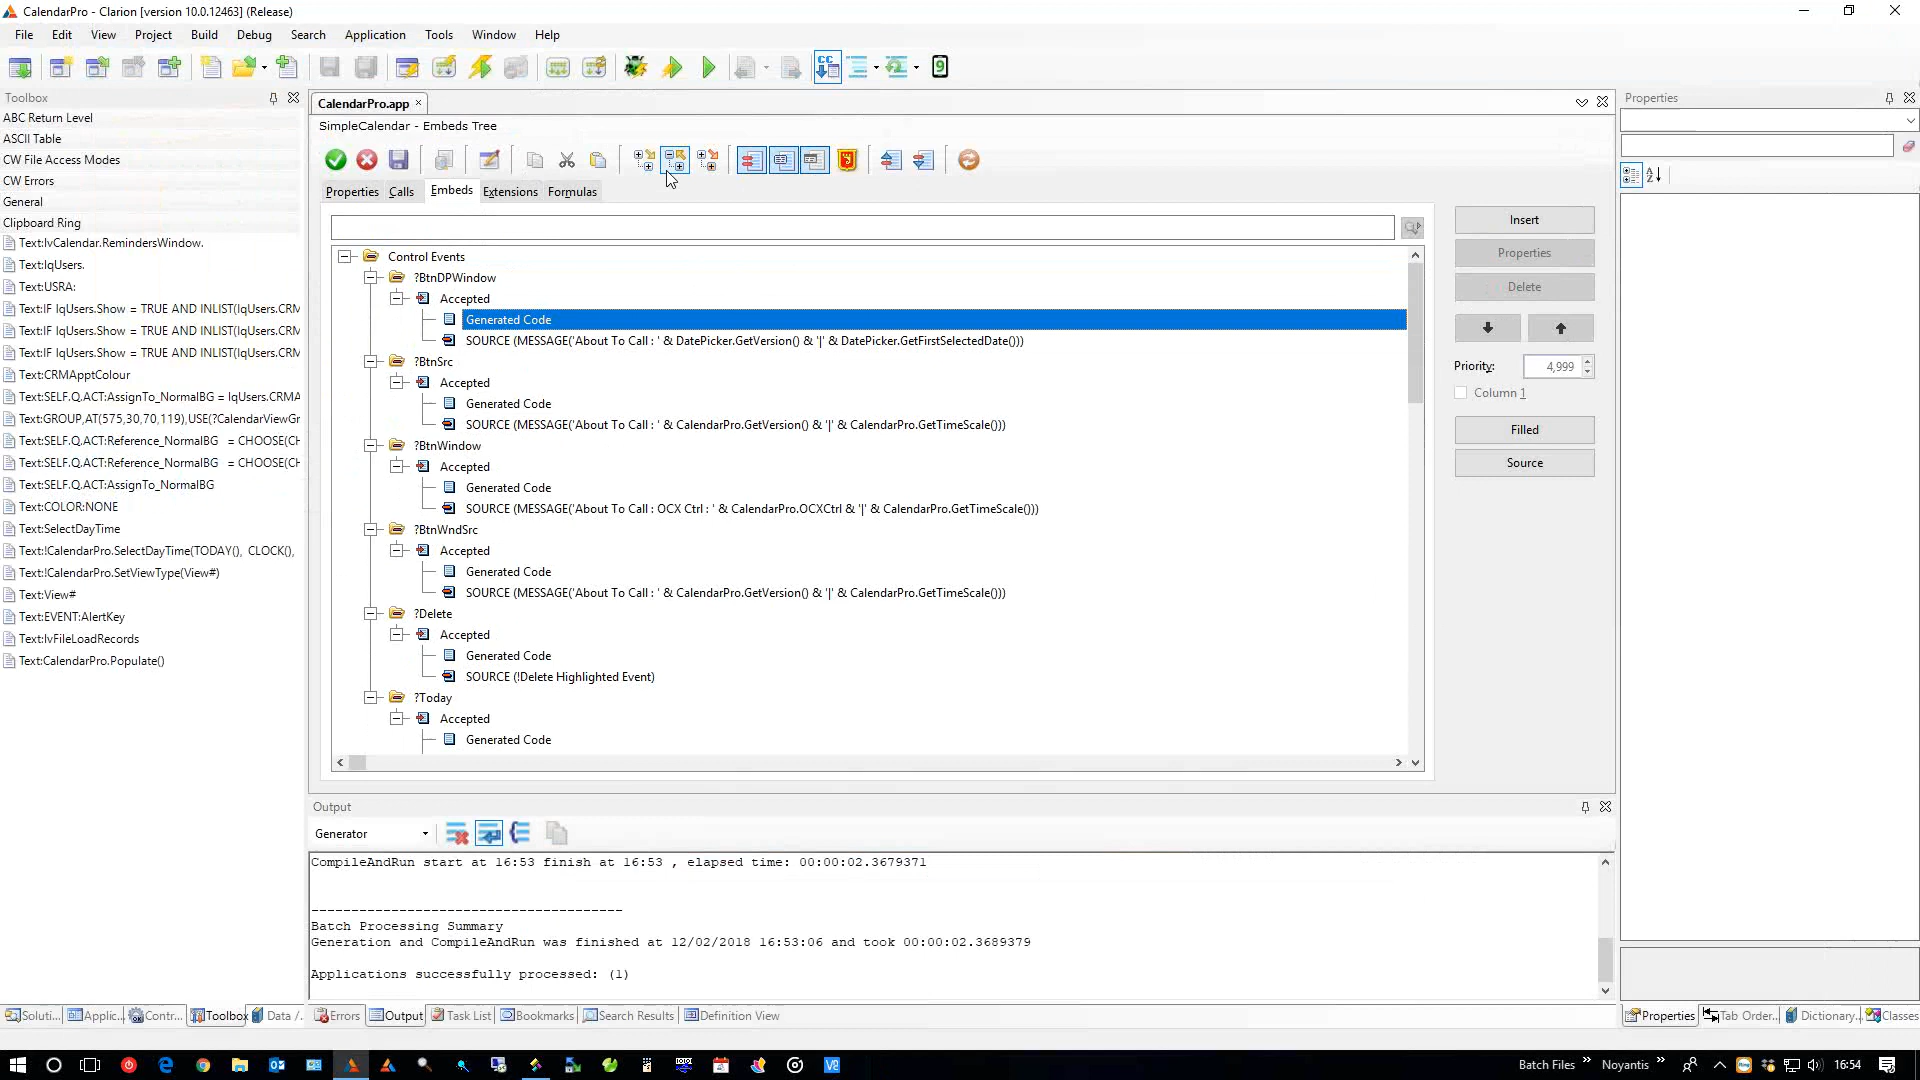 CalendarPro - Clarion [version 10.0.12463] (Release)
File Edit View Project Build Debug Search Application Tools Window Help
Toolbox
ABC Return Level
ASCII Table
CW File Access Modes
CW Errors
General
Clipboard Ring
Text:lvCalendar.RemindersWindow.
Text:lqUsers.
Text:USRA:
Text:IF lqUsers.Show = TRUE AND INLIST(lqUsers.CRM
Text:IF lqUsers.Show = TRUE AND INLIST(lqUsers.CRM
Text:IF lqUsers.Show = TRUE AND INLIST(lqUsers.CRM
Text:CRMApptColour
Text:SELF.Q.ACT:AssignTo_NormalBG = lqUsers.CRMA
Text:GROUP,AT(575,30,70,119),USE(?CalendarViewGr
Text:SELF.Q.ACT:Reference_NormalBG = CHOOSE(CH
Text:SELF.Q.ACT:Reference_NormalBG = CHOOSE(CH
Text:SELF.Q.ACT:AssignTo_NormalBG
Text:COLOR:NONE
Text:SelectDayTime
Text:!CalendarPro.SelectDayTime(TODAY(), CLOCK(),
Text:!CalendarPro.SetViewType(View#)
Text:View#
Text:EVENT:AlertKey
Text:lvFileLoadRecords
Text:CalendarPro.Populate()
CalendarPro.app
SimpleCalendar - Embeds Tree
Properties Calls Embeds Extensions Formulas
Control Events
?BtnDPWindow
Accepted
Generated Code
SOURCE (MESSAGE('About To Call : ' & DatePicker.GetVersion() & '|' & DatePicker.GetFirstSelectedDate()))
?BtnSrc
Accepted
Generated Code
SOURCE (MESSAGE('About To Call : ' & CalendarPro.GetVersion() & '|' & CalendarPro.GetTimeScale()))
?BtnWindow
Accepted
Generated Code
SOURCE (MESSAGE('About To Call : OCX Ctrl : ' & CalendarPro.OCXCtrl & '|' & CalendarPro.GetTimeScale()))
?BtnWndSrc
Accepted
Generated Code
SOURCE (MESSAGE('About To Call : ' & CalendarPro.GetVersion() & '|' & CalendarPro.GetTimeScale()))
?Delete
Accepted
Generated Code
SOURCE (!Delete Highlighted Event)
?Today
Accepted
Generated Code
Insert
Properties
Delete
Priority: 4,999
Column 1
Filled
Source
Properties
Output
Generator
CompileAndRun start at 16:53 finish at 16:53 , elapsed time: 00:00:02.3679371
---------------------------------------
Batch Processing Summary
Generation and CompileAndRun was finished at 12/02/2018 16:53:06 and took 00:00:02.3689379
Applications successfully processed: (1)
Soluti... Applic... Contr... Toolbox Data /... Errors Output Task List Bookmarks Search Results Definition View Properties Tab Order... Dictionary... Classes
Batch Files » Noyantis » 16:54